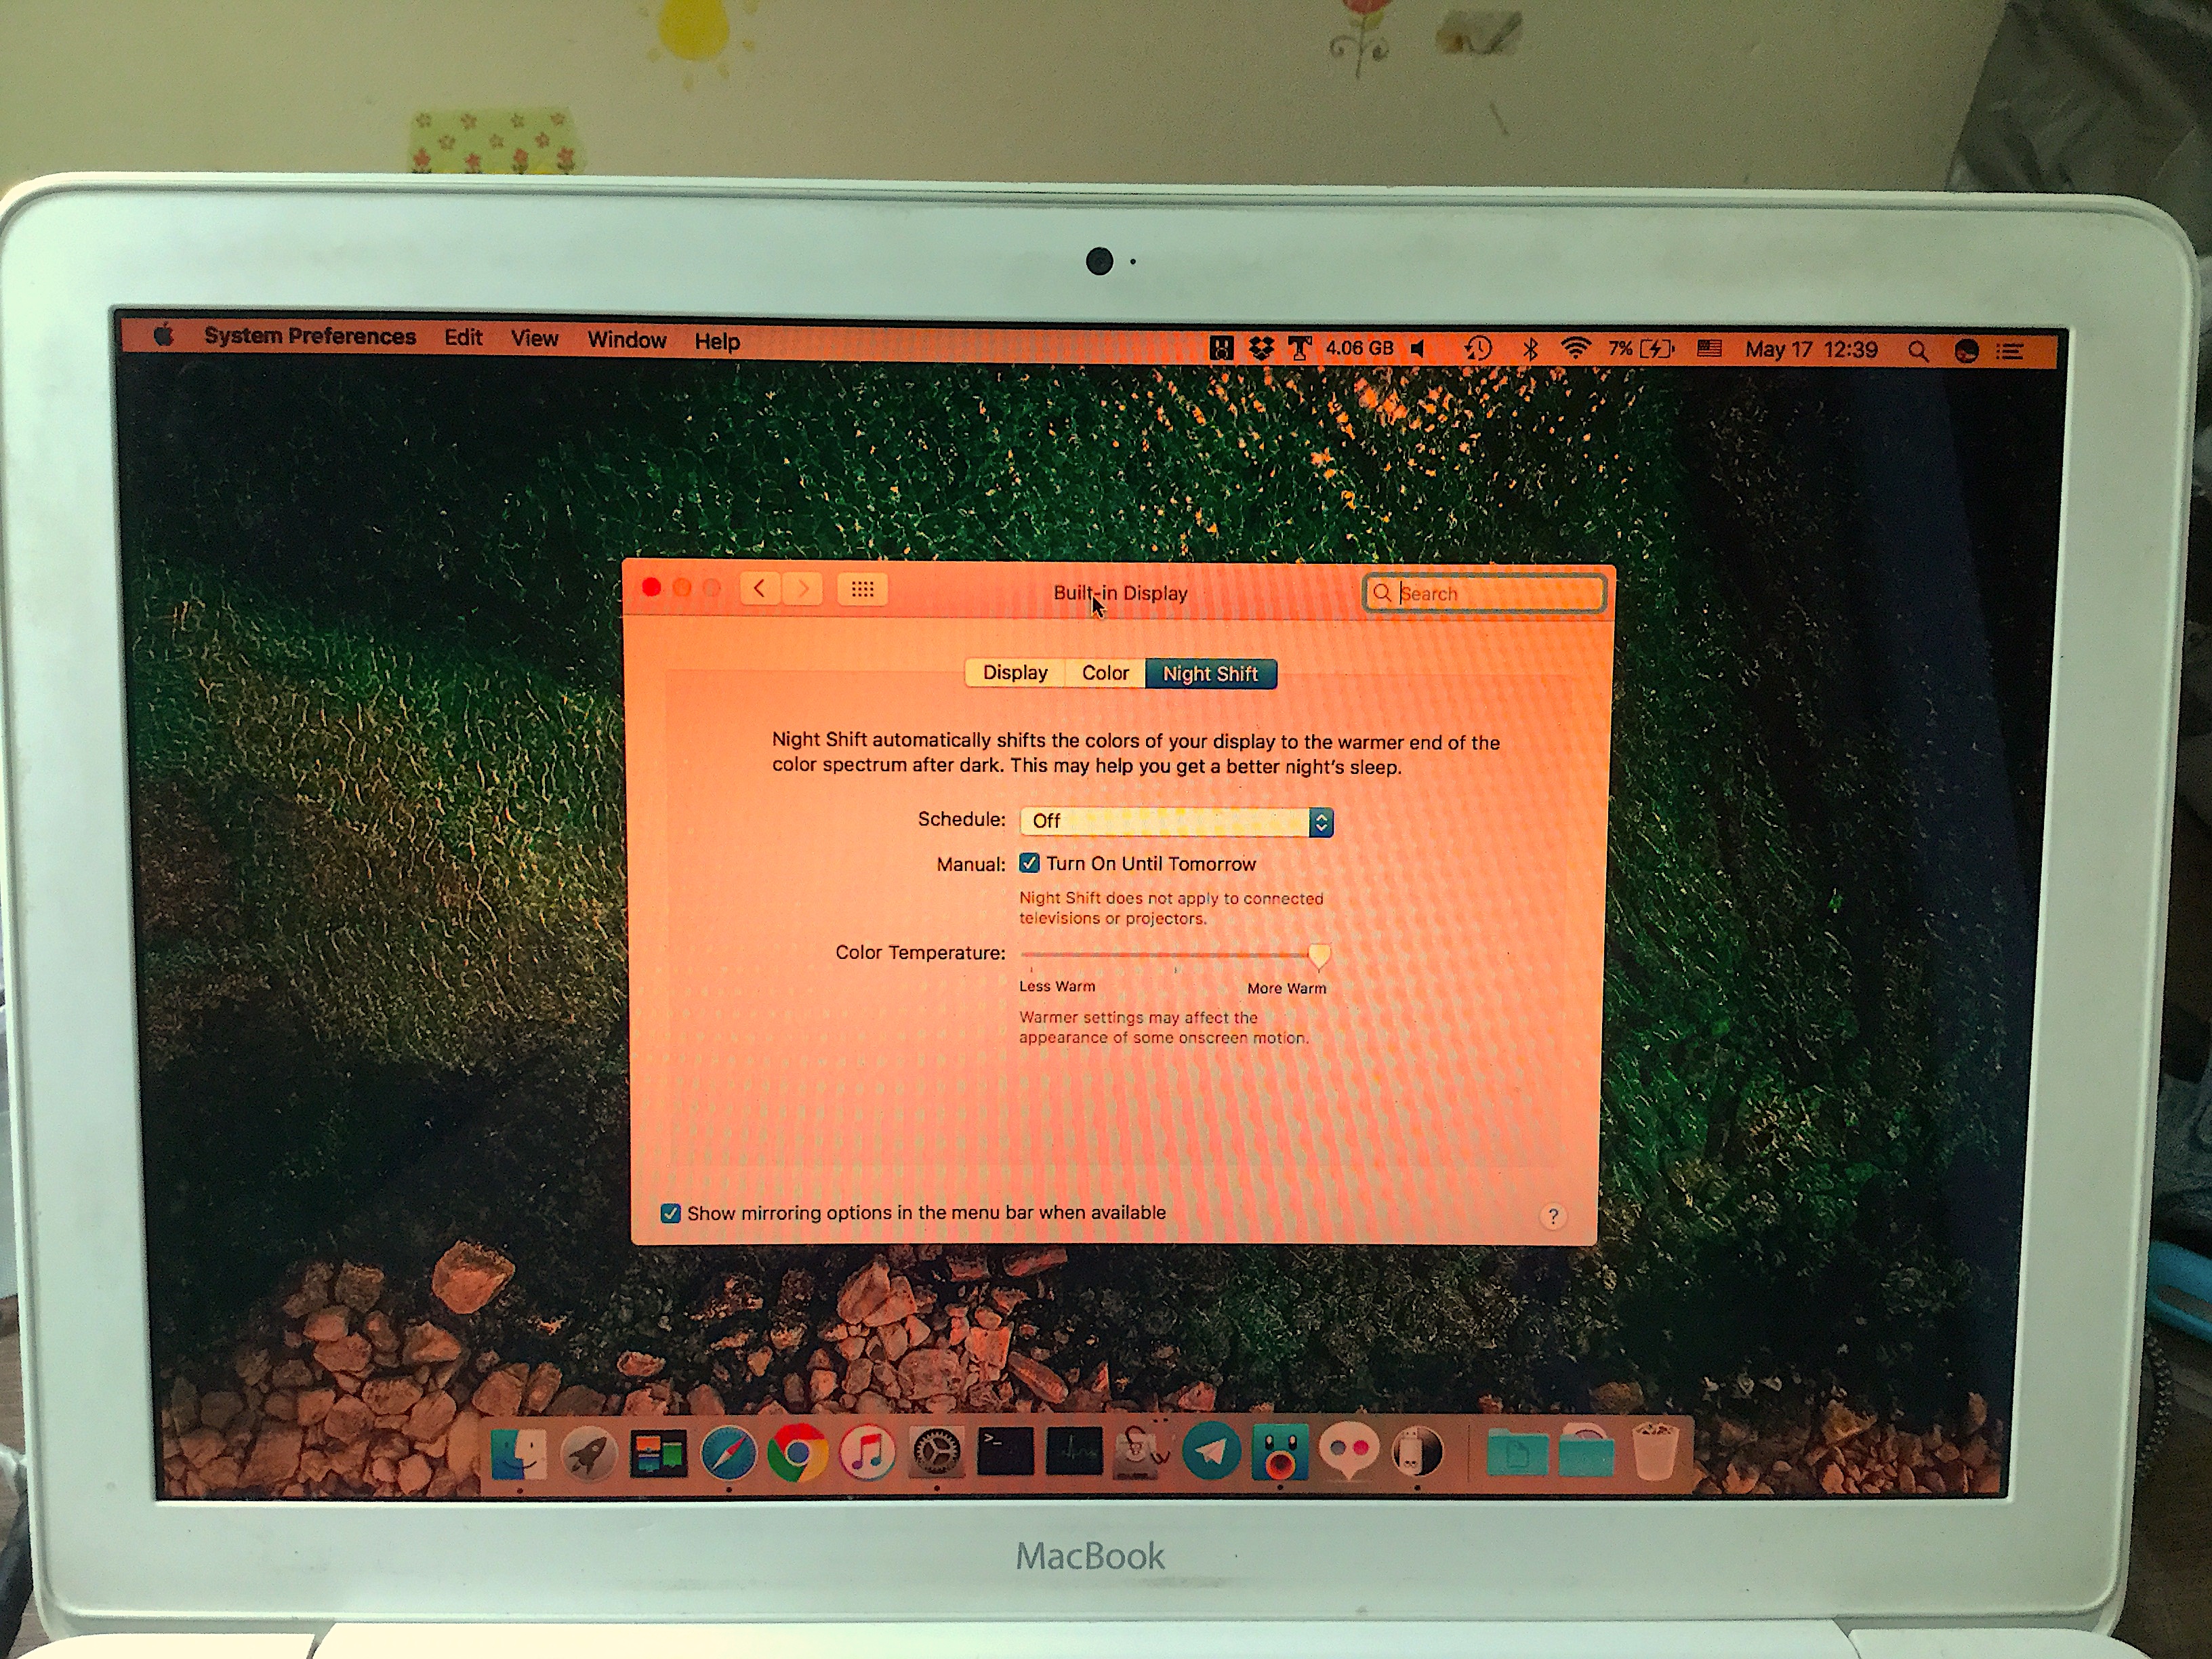 System Preferences Edit View Window Help 4.06 GB 7% May 17 12:39
Built-in Display Search
Display Color Night Shift
Night Shift automatically shifts the colors of your display to the warmer end of the
color spectrum after dark. This may help you get a better night's sleep.
Schedule: Off
Manual: Turn On Until Tomorrow
Night Shift does not apply to connected
televisions or projectors.
Color Temperature:
Less Warm More Warm
Warmer settings may affect the
appearance of some onscreen motion.
Show mirroring options in the menu bar when available ?
MacBook